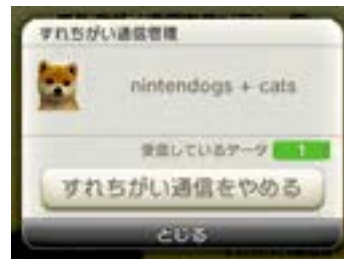 すれちがい通信管理
nintendogs + cats
受信しているデータ 1
すれちがい通信をやめる
とじる